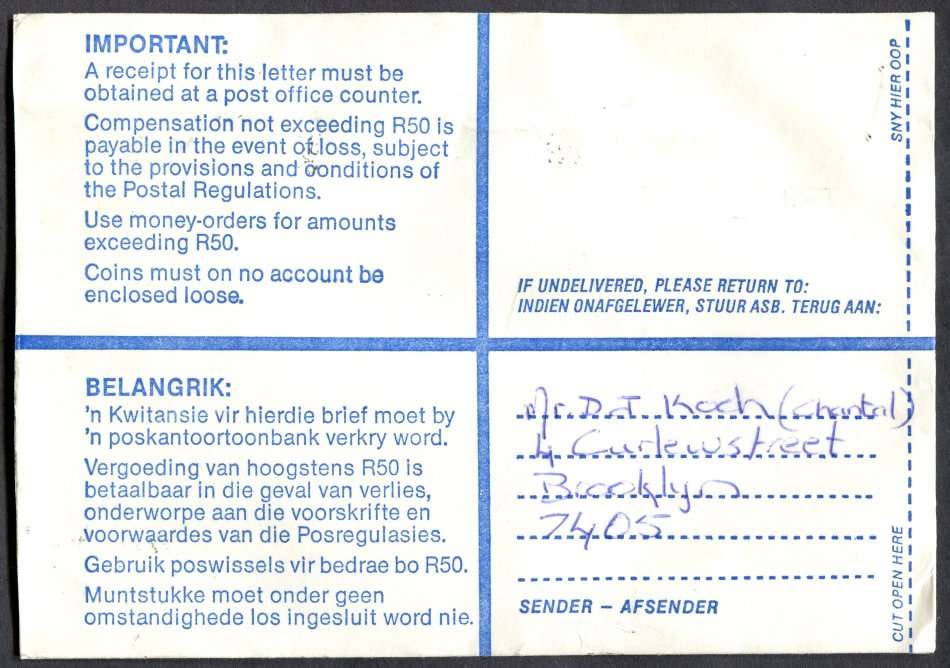 IMPORTANT:
A receipt for this letter must be
obtained at a post office counter.
Compensation not exceeding R50 is
payable in the event of loss, subject
to the provisions and conditions of
the Postal Regulations.
Use money-orders for amounts
exceeding R50.
Coins must on no account be
enclosed loose.
SNY HIER OOP
IF UNDELIVERED, PLEASE RETURN TO:
INDIEN ONAFGELEWER, STUUR ASB. TERUG AAN:
BELANGRIK:
'n Kwitansie vir hierdie brief moet by
'n poskantoortoonbank verkry word.
Vergoeding van hoogstens R50 is
betaalbaar in die geval van verlies,
onderworpe aan die voorskrifte en
voorwaardes van die Posregulasies.
Gebruik poswissels vir bedrae bo R50.
Muntstukke moet onder geen
omstandighede los ingesluit word nie.
Mr. D.J. Koch (Chantal)
4 Curlewstreet
Brooklyn
7405
SENDER – AFSENDER
CUT OPEN HERE